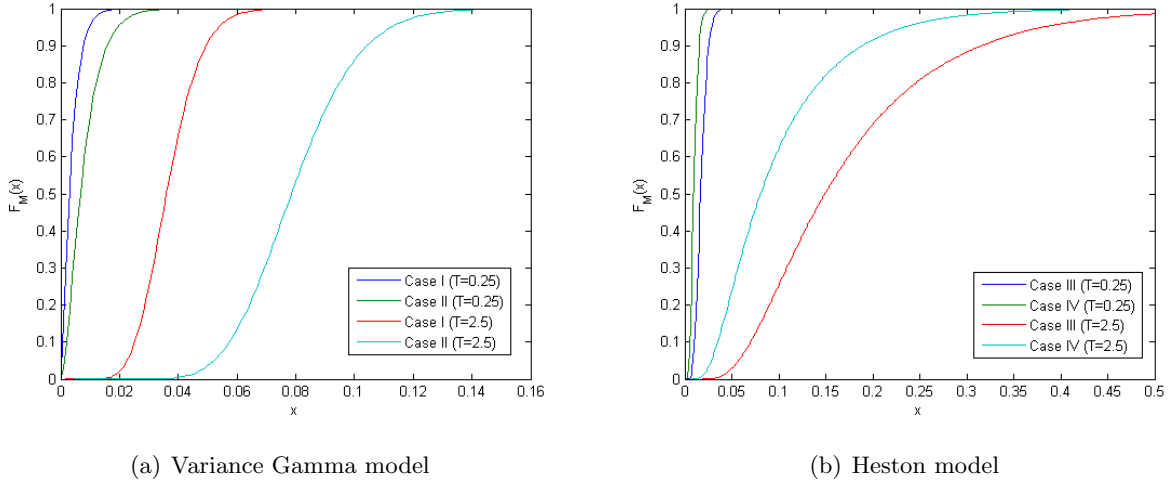 1
0.9
0.8
0.7
0.6
0.5
0.4
0.3
0.2
0.1
0
F_M(x)
0 0.02 0.04 0.06 0.08 0.1 0.12 0.14 0.16
x
Case I (T=0.25)
Case II (T=0.25)
Case I (T=2.5)
Case II (T=2.5)
(a) Variance Gamma model
1
0.9
0.8
0.7
0.6
0.5
0.4
0.3
0.2
0.1
0
F_M(x)
0 0.05 0.1 0.15 0.2 0.25 0.3 0.35 0.4 0.45 0.5
x
Case III (T=0.25)
Case IV (T=0.25)
Case III (T=2.5)
Case IV (T=2.5)
(b) Heston model